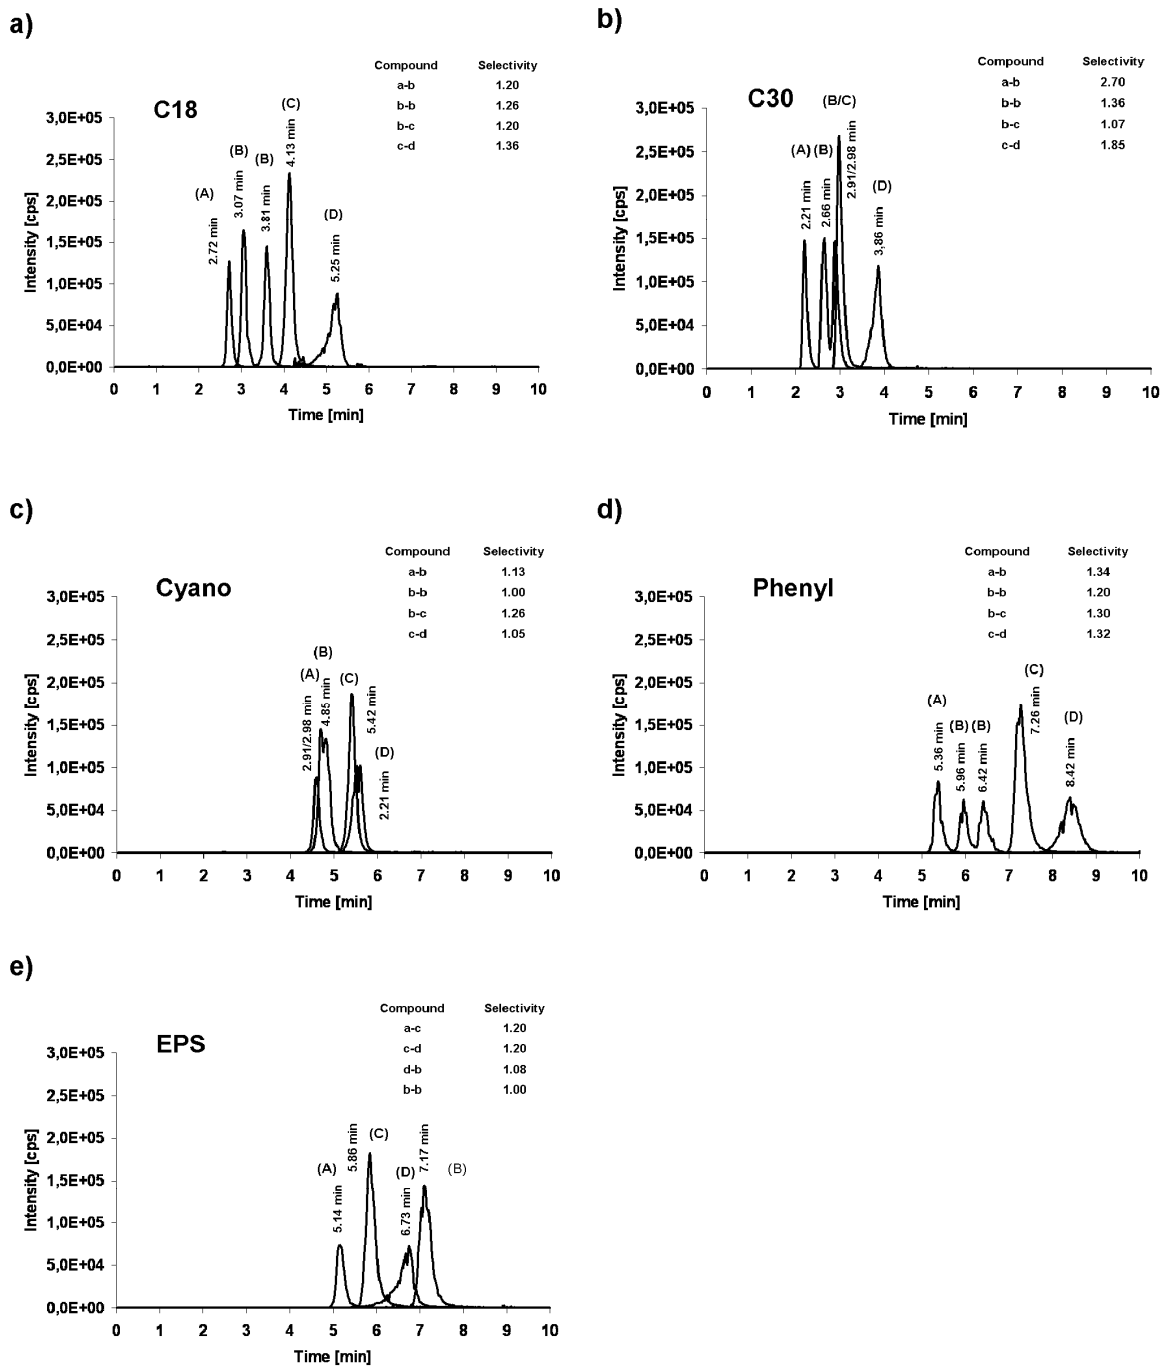 a)
C18
Compound Selectivity
a-b 1.20
b-b 1.26
b-c 1.20
c-d 1.36
(A)
2.72 min
(B)
3.07 min
(B)
3.81 min
(C)
4.13 min
(D)
5.25 min
Intensity [cps]
3,0E+05
2,5E+05
2,0E+05
1,5E+05
1,0E+05
5,0E+04
0,0E+00
0 1 2 3 4 5 6 7 8 9 10
Time [min]
b)
C30
Compound Selectivity
a-b 2.70
b-b 1.36
b-c 1.07
c-d 1.85
(A)
2.21 min
(B)
2.66 min
(B/C)
2.91/2.98 min
(D)
3,86 min
Intensity [cps]
3,0E+05
2,5E+05
2,0E+05
1,5E+05
1,0E+05
5,0E+04
0,0E+00
0 1 2 3 4 5 6 7 8 9 10
Time [min]
c)
Cyano
Compound Selectivity
a-b 1.13
b-b 1.00
b-c 1.26
c-d 1.05
(A)
2.91/2.98 min
(B)
4.85 min
(C)
5.42 min
(D)
2.21 min
Intensity [cps]
3,0E+05
2,5E+05
2,0E+05
1,5E+05
1,0E+05
5,0E+04
0,0E+00
0 1 2 3 4 5 6 7 8 9 10
Time [min]
d)
Phenyl
Compound Selectivity
a-b 1.34
b-b 1.20
b-c 1.30
c-d 1.32
(A)
5.36 min
(B)
5.96 min
(B)
6.42 min
(C)
7.26 min
(D)
8.42 min
Intensity [cps]
3,0E+05
2,5E+05
2,0E+05
1,5E+05
1,0E+05
5,0E+04
0,0E+00
0 1 2 3 4 5 6 7 8 9 10
Time [min]
e)
EPS
Compound Selectivity
a-c 1.20
c-d 1.20
d-b 1.08
b-b 1.00
(A)
5.14 min
5.86 min
(C)
(D)
6.73 min
7.17 min
(B)
Intensity [cps]
3,0E+05
2,5E+05
2,0E+05
1,5E+05
1,0E+05
5,0E+04
0,0E+00
0 1 2 3 4 5 6 7 8 9 10
Time [min]